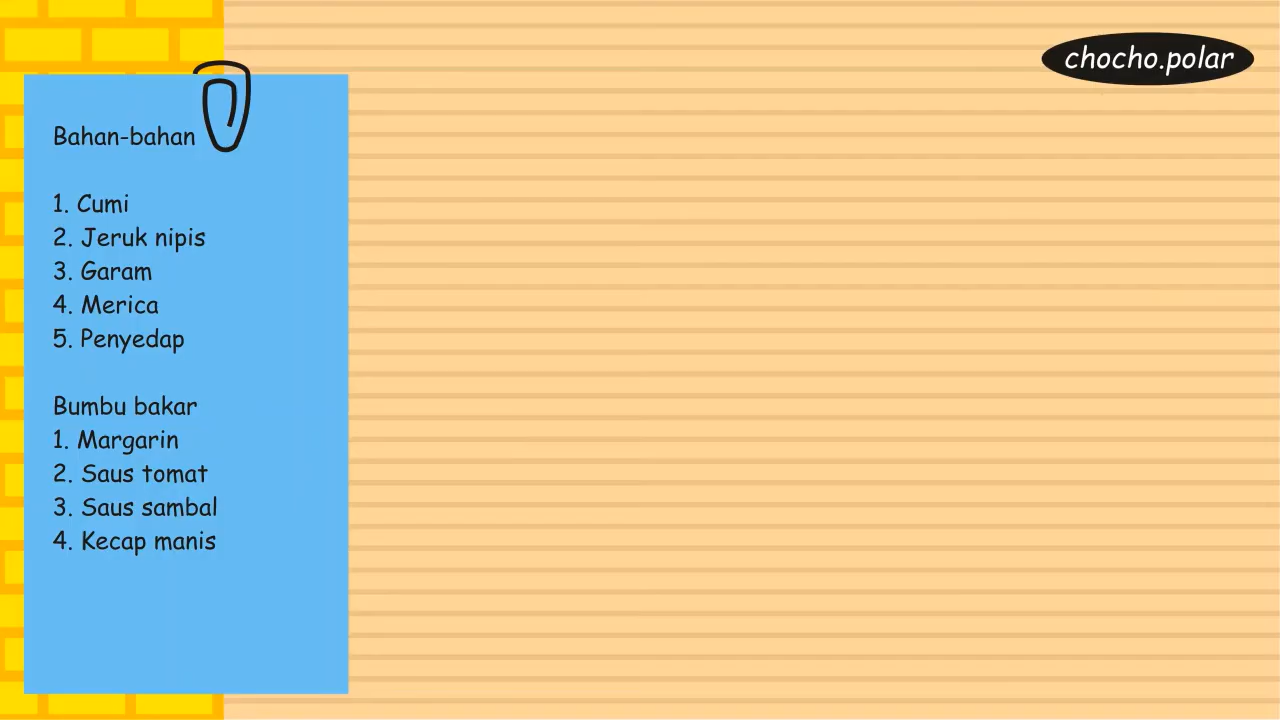 chocho.polar
Bahan-bahan
1. Cumi
2. Jeruk nipis
3. Garam
4. Merica
5. Penyedap
Bumbu bakar
1. Margarin
2. Saus tomat
3. Saus sambal
4. Kecap manis